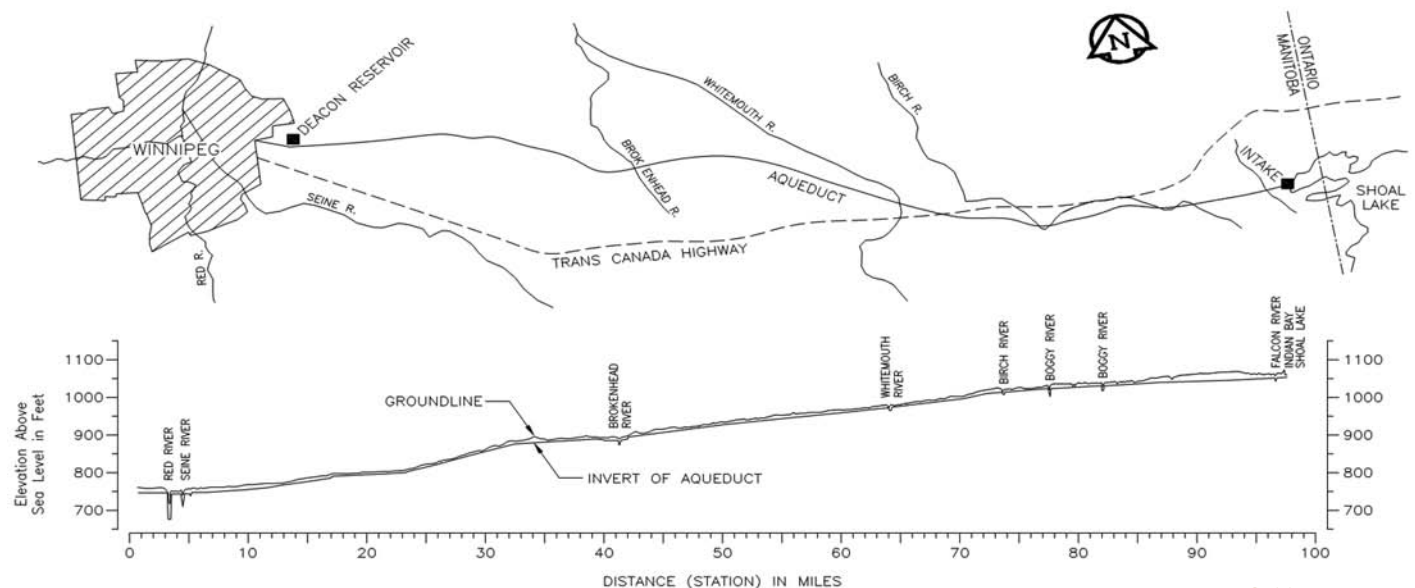 N
ONTARIO
MANITOBA
DEACON RESERVOIR
WHITEMOUTH R.
BIRCH R.
WINNIPEG
BROKENHEAD R.
AQUEDUCT
INTAKE
SHOAL
LAKE
SEINE R.
RED R.
TRANS CANADA HIGHWAY
Elevation Above
Sea Level in Feet
1100
1000
900
800
700
RED RIVER
SEINE RIVER
GROUNDLINE
INVERT OF AQUEDUCT
BROKENHEAD
RIVER
WHITEMOUTH
RIVER
BIRCH RIVER
BOGGY RIVER
BOGGY RIVER
FALCON RIVER
INDIAN BAY
SHOAL LAKE
1100
1000
900
800
700
0 10 20 30 40 50 60 70 80 90 100
DISTANCE (STATION) IN MILES